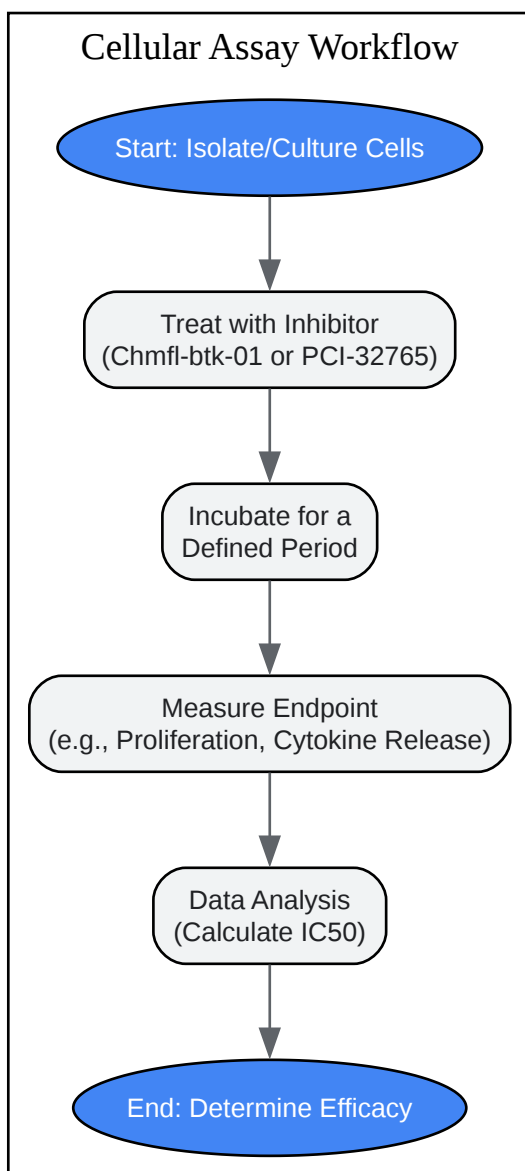 Cellular Assay Workflow
Start: Isolate/Culture Cells
Treat with Inhibitor
(Chmfl-btk-01 or PCI-32765)
Incubate for a
Defined Period
Measure Endpoint
(e.g., Proliferation, Cytokine Release)
Data Analysis
(Calculate IC50)
End: Determine Efficacy